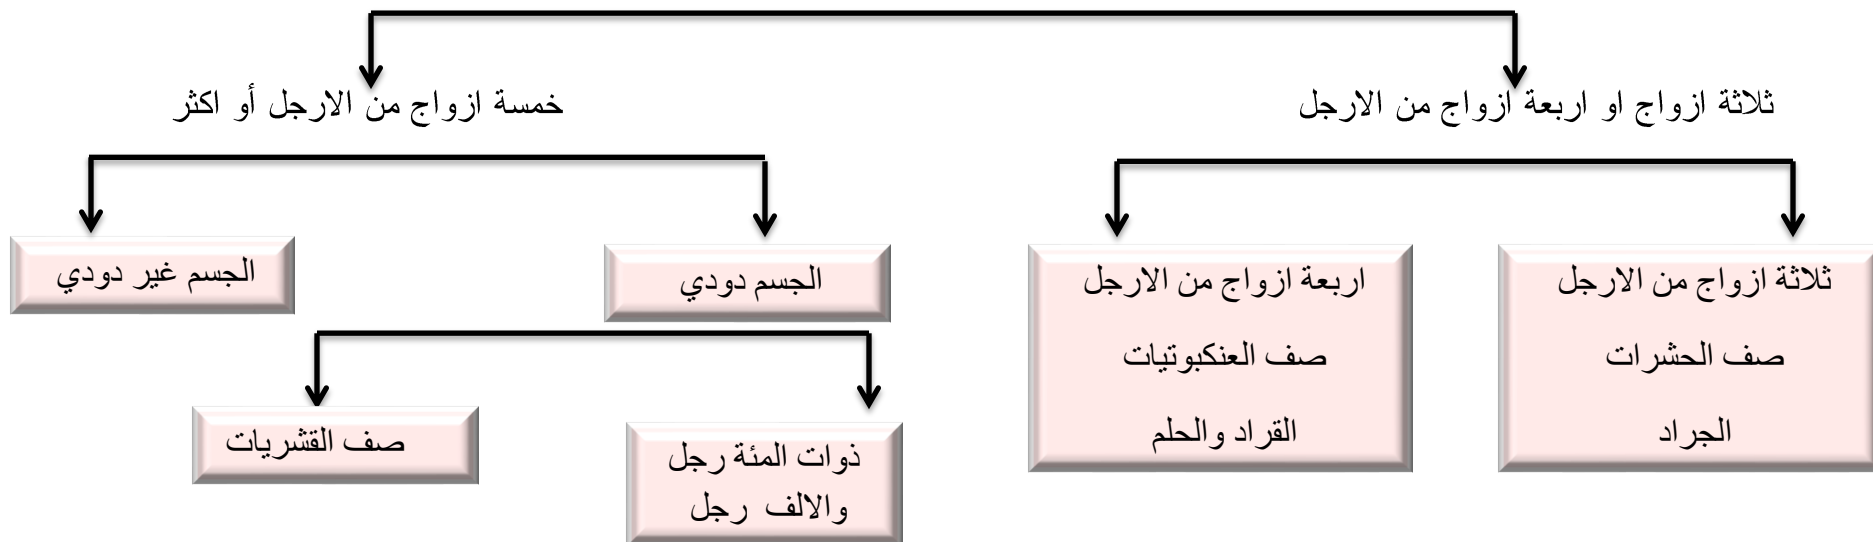 ثلاثة ازواج او اربعة ازواج من الارجل
خمسة ازواج من الارجل أو اكثر
ثلاثة ازواج من الارجل
صف الحشرات
الجراد
اربعة ازواج من الارجل
صف العنكبوتيات
القراد والحلم
الجسم دودي
الجسم غير دودي
ذوات المئة رجل
والالف رجل
صف القشريات